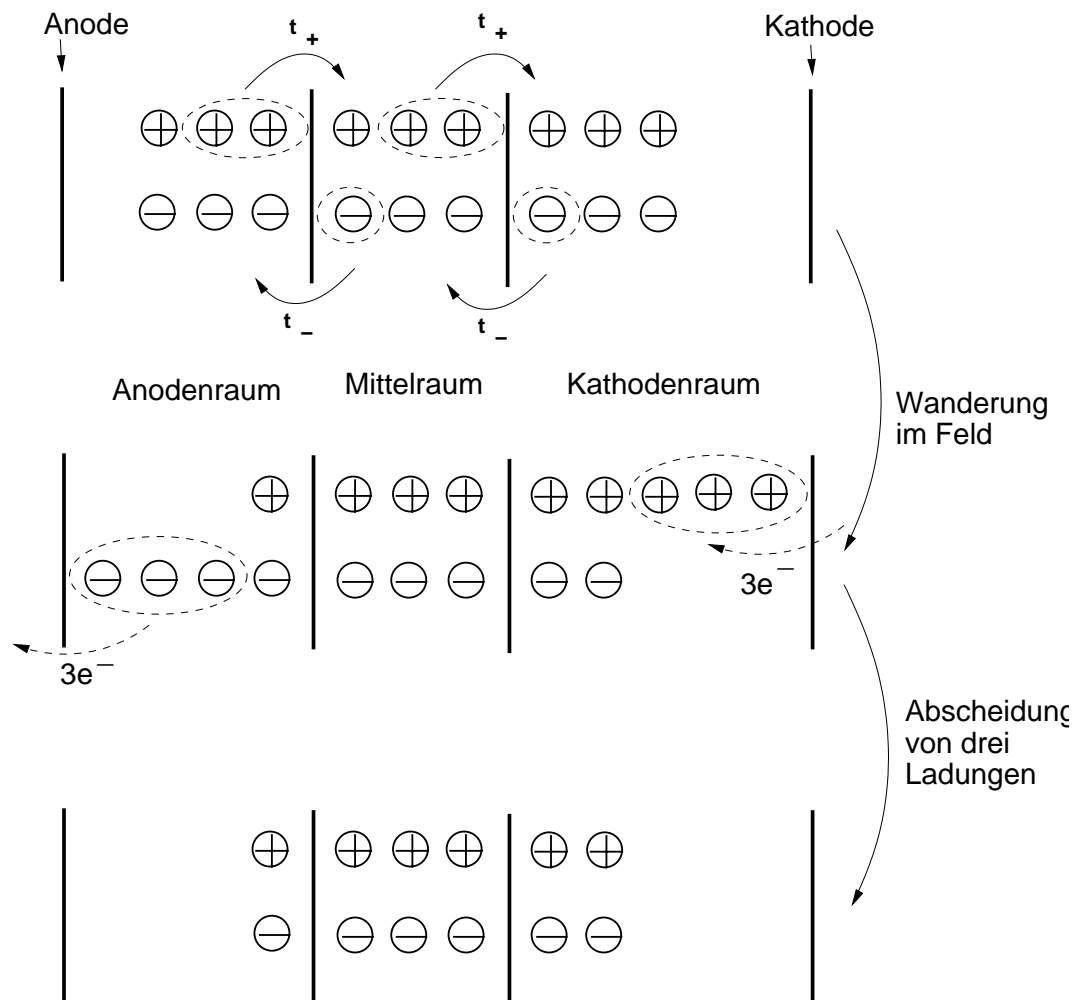 Anode
t+
t+
Kathode
t−
t−
Anodenraum
Mittelraum
Kathodenraum
Wanderung
im Feld
3e−
3e−
Abscheidung
von drei
Ladungen